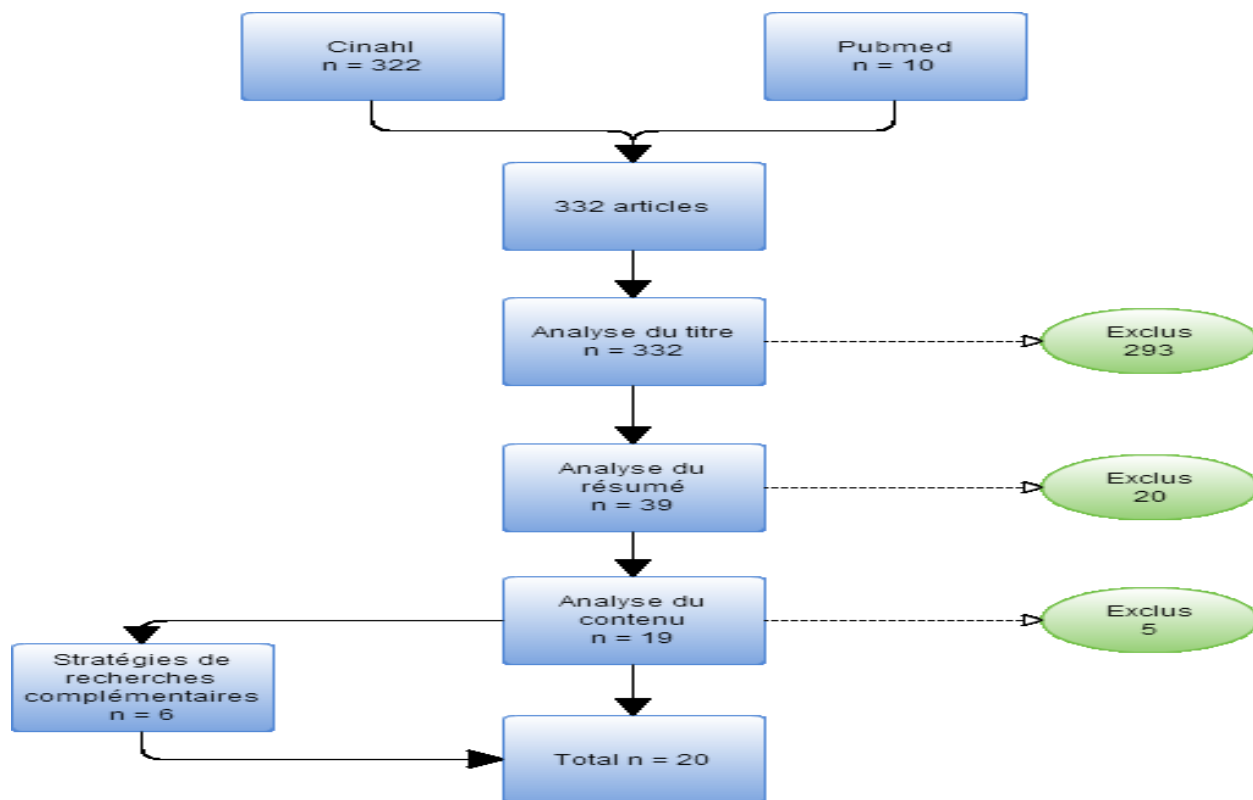 Cinahl
n = 322
Pubmed
n = 10
332 articles
Analyse du titre
n = 332
Exclus
293
Analyse du
résumé
n = 39
Exclus
20
Analyse du
contenu
n = 19
Exclus
5
Stratégies de
recherches
complémentaires
n = 6
Total n = 20